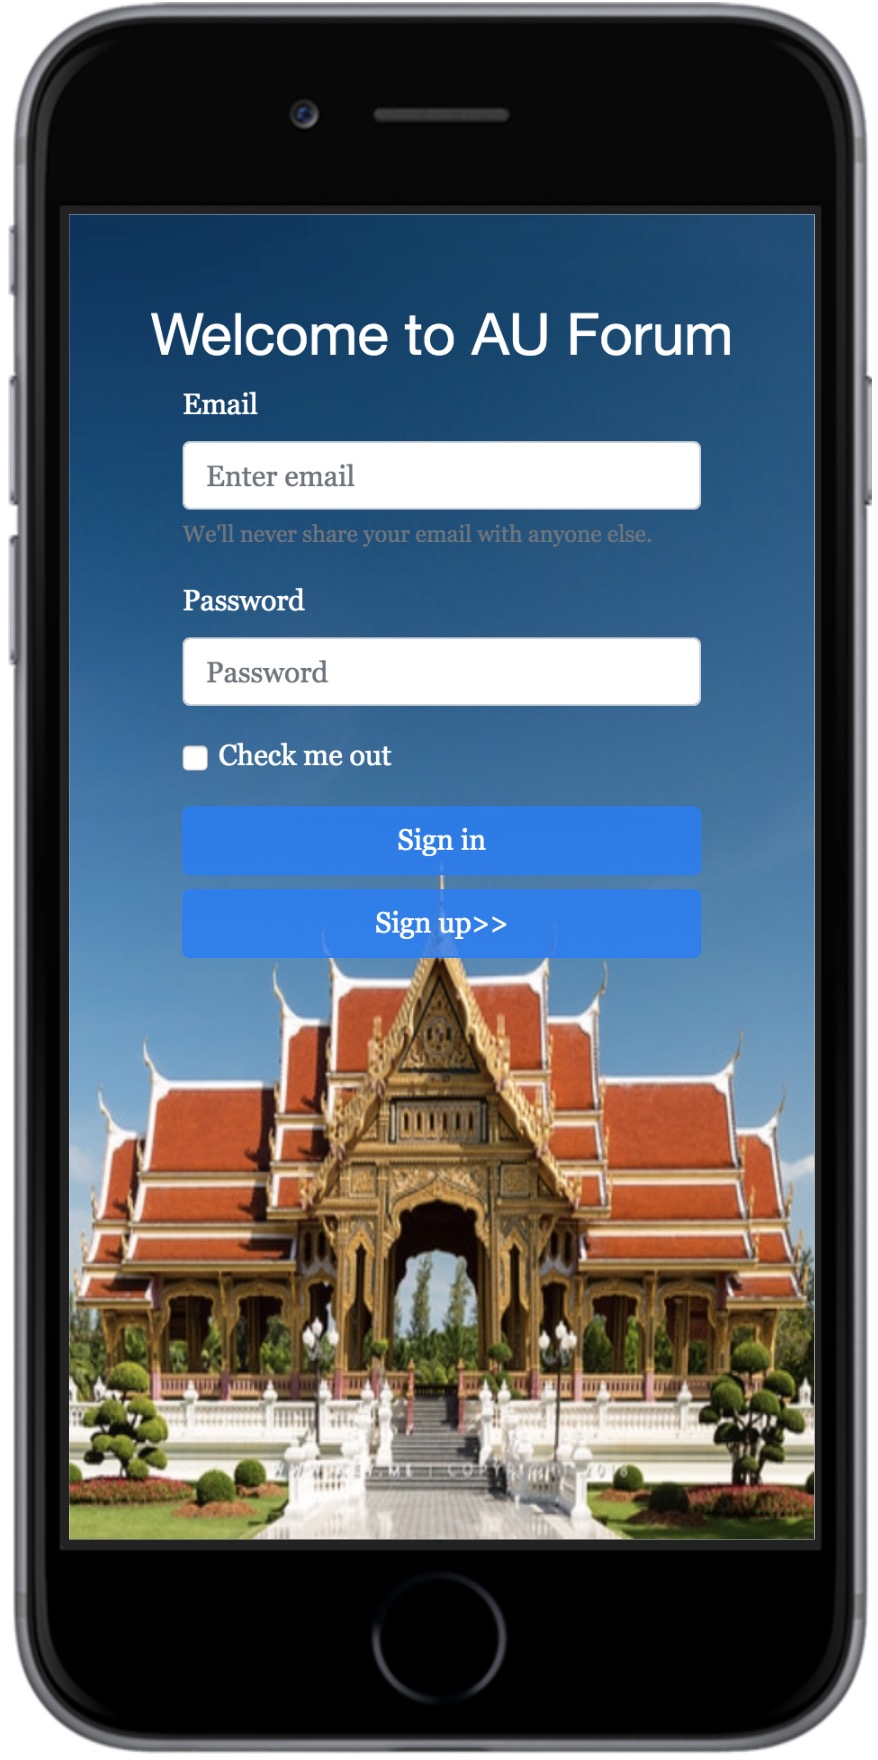 Welcome to AU Forum
Email
Enter email
We'll never share your email with anyone else.
Password
Password
Check me out
Sign in
Sign up>>